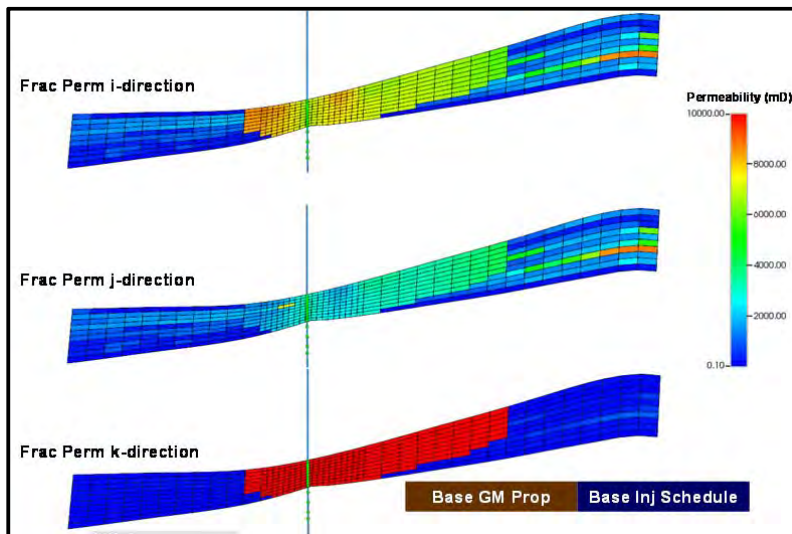 Frac Perm i-direction
Permeability (mD)
10000.00
8000.00
6000.00
Frac Perm j-direction
4000.00
2000.00
0.10
Frac Perm k-direction
Base GM Prop
Base Inj Schedule